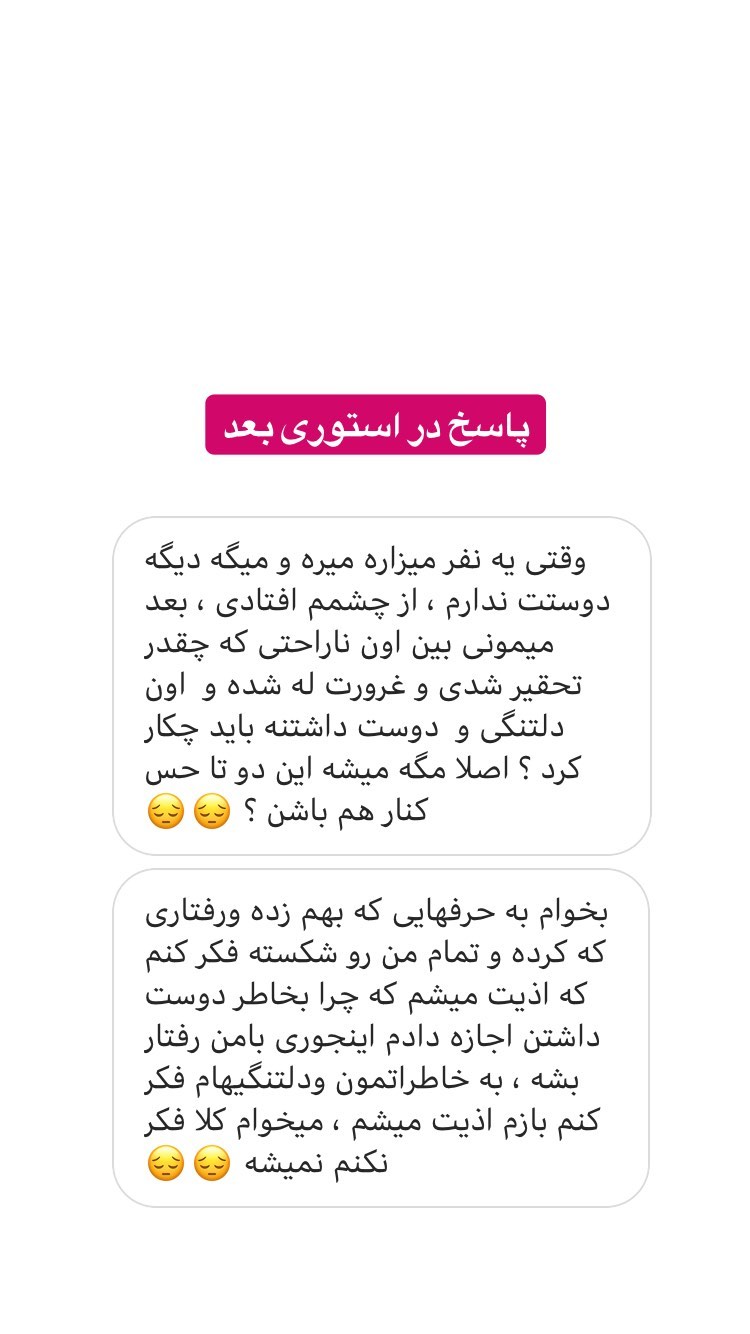 پاسخ در استوری بعد
وقتی یه نفر میزاره میره و میگه دیگه
دوستت ندارم ، از چشمم افتادی ، بعد
میمونی بین اون ناراحتی که چقدر
تحقیر شدی و غرورت له شده و اون
دلتنگی و دوست داشتنه باید چکار
کرد ؟ اصلا مگه میشه این دو تا حس
کنار هم باشن ؟ 😔😔
بخوام به حرفهایی که بهم زده ورفتاری
که کرده و تمام من رو شکسته فکر کنم
که اذیت میشم که چرا بخاطر دوست
داشتن اجازه دادم اینجوری بامن رفتار
بشه ، به خاطراتمون ودلتنگیهام فکر
کنم بازم اذیت میشم ، میخوام کلا فکر
نکنم نمیشه 😔😔